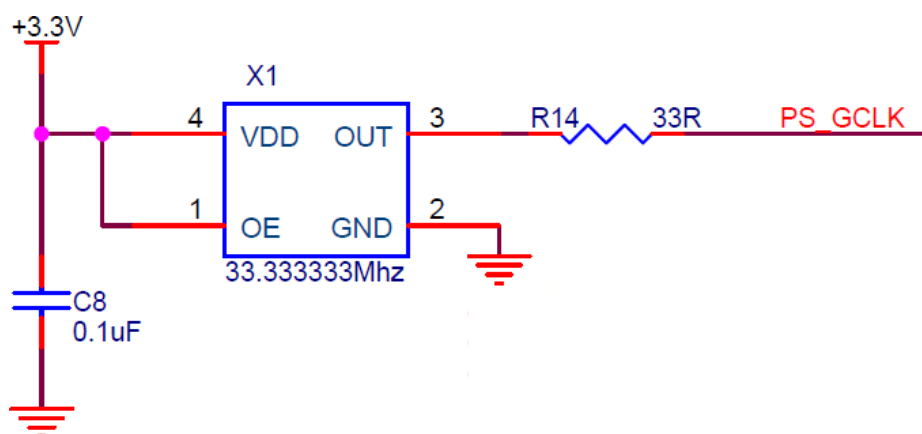 +3.3V
X1
4 VDD OUT 3 R14 33R PS_GCLK
1 OE GND 2
33.333333Mhz
C8
0.1uF